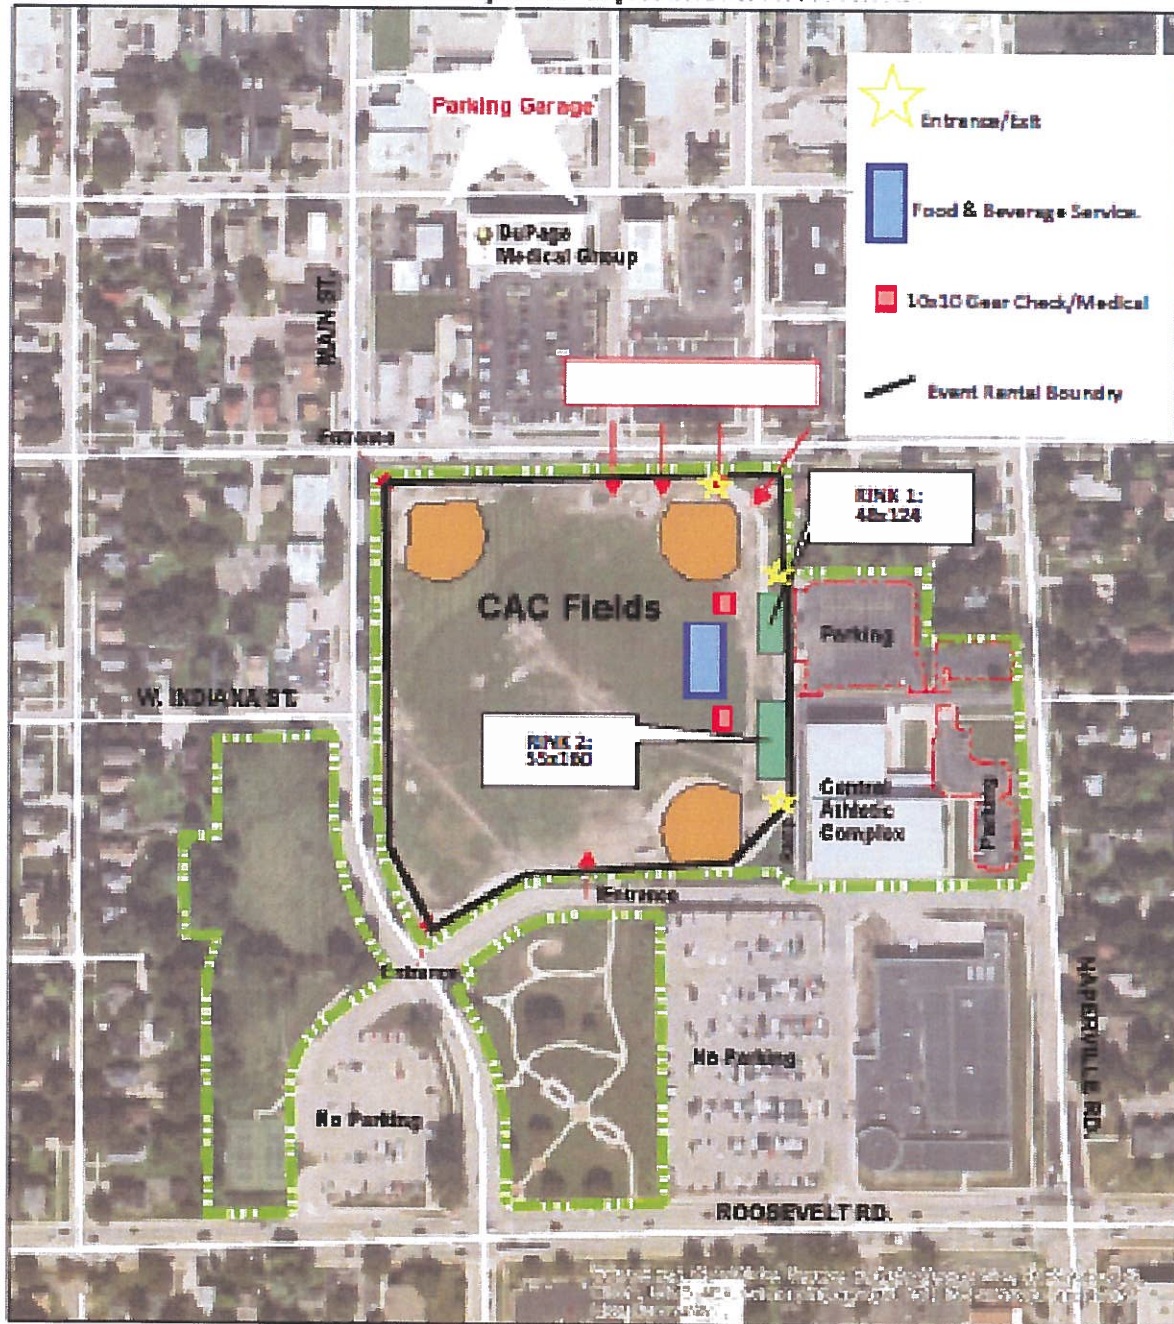 Parking Garage
Entrance/Exit
Food & Beverage Service.
DuPage
Medical Group
MAIN ST.
10x10 Gear Check/Medical
Event Rental Boundry
Entrance
RINK 1:
48x124
CAC Fields
Parking
W. INDIANA ST.
RINK 2:
55x160
Central
Athletic
Complex
Parking
Entrance
Entrance
NAPERVILLE RD.
No Parking
No Parking
ROOSEVELT RD.